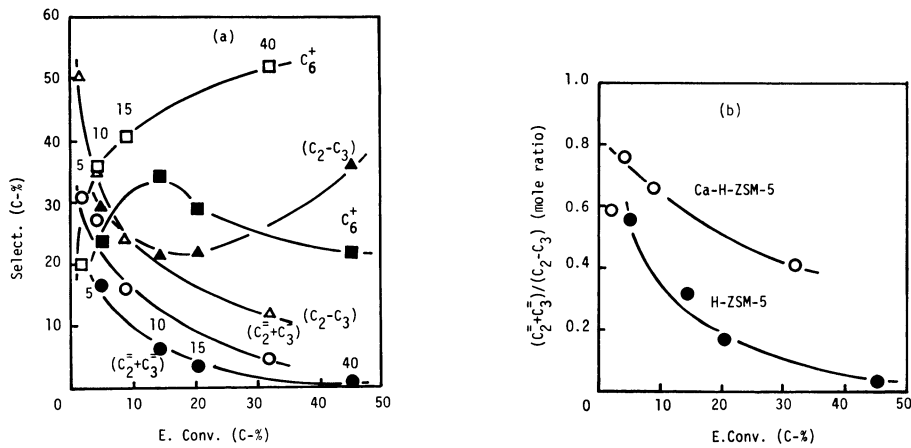 60
(a)
40
C₆⁺
50
15
40
10
(C₂-C₃)
5
30
C₆⁺
20
(C₂-C₃)
5
10
(C₂⁼+C₃⁼)
10
15
(C₂⁼+C₃⁼)
40
0
10
20
30
40
50
Select. (C-%)
E. Conv. (C-%)
1.0
(b)
0.8
Ca-H-ZSM-5
0.6
0.4
H-ZSM-5
0.2
0
10
20
30
40
50
(C₂⁼+C₃⁼)/(C₂-C₃) (mole ratio)
E. Conv. (C-%)